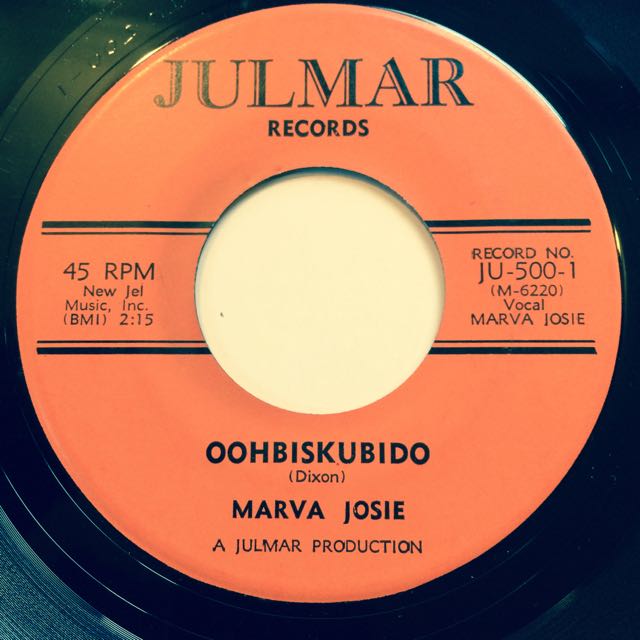 JULMAR
RECORDS
45 RPM
New Jel
Music, Inc.
(BMI) 2:15
RECORD NO.
JU-500-1
(M-6220)
Vocal
MARVA JOSIE
OOHBISKUBIDO
(Dixon)
MARVA JOSIE
A JULMAR PRODUCTION